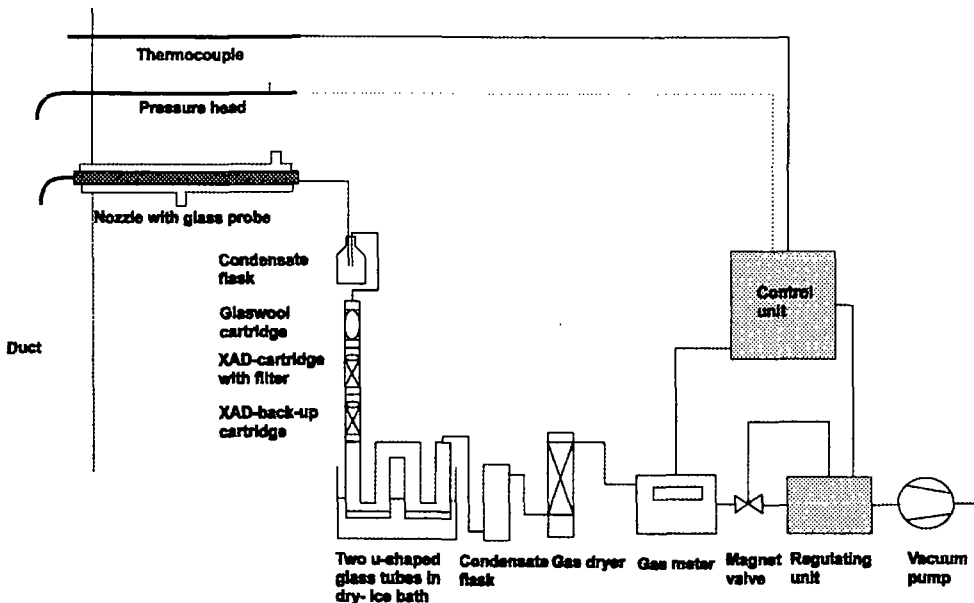 Thermocouple
Pressure head
Nozzle with glass probe
Condensate
flask
Glaswool
cartridge
XAD-cartridge
with filter
XAD-back-up
cartridge
Duct
Control
unit
Two u-shaped
glass tubes in
dry- ice bath
Condensate
flask
Gas dryer
Gas meter
Magnet
valve
Regulating
unit
Vacuum
pump